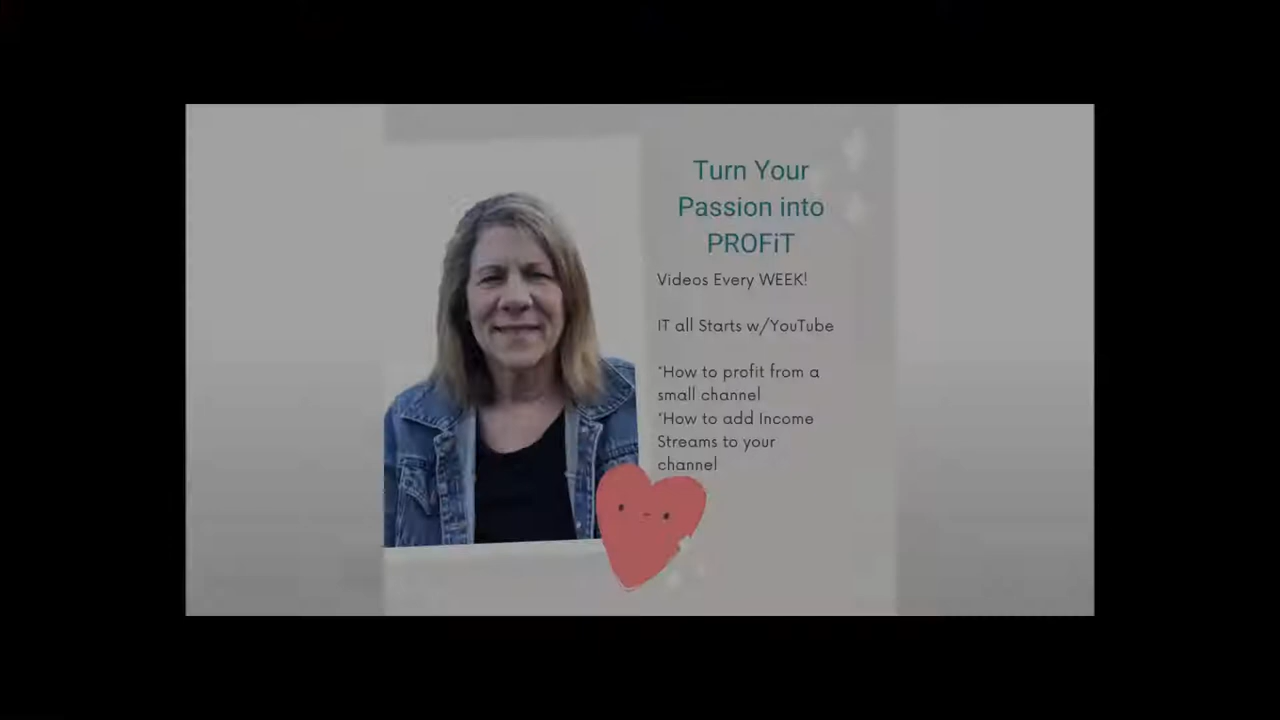 Turn Your
Passion into
PROFiT
Videos Every WEEK!
IT all Starts w/YouTube
*How to profit from a
small channel
*How to add Income
Streams to your
channel